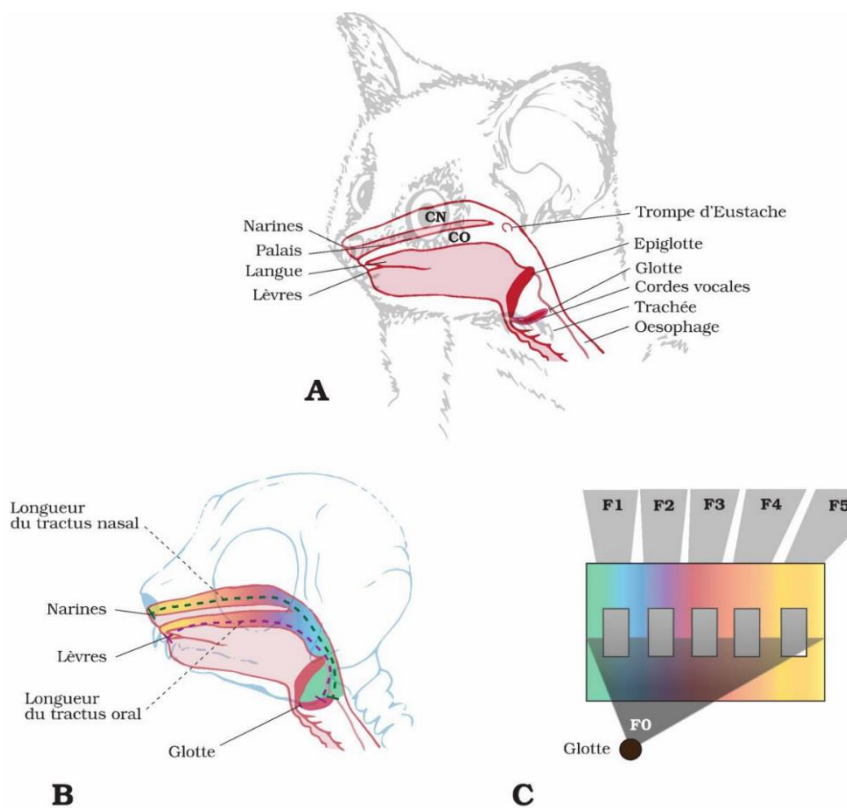 CN
CO
Narines
Palais
Langue
Lèvres
Trompe d'Eustache
Epiglotte
Glotte
Cordes vocales
Trachée
Oesophage
A
Longueur
du tractus nasal
Narines
Lèvres
Longueur
du tractus oral
Glotte
B
F1 F2 F3 F4 F5
F0
Glotte
C